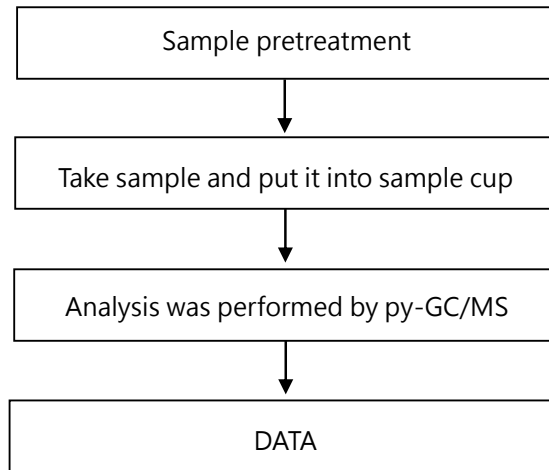 Sample pretreatment
Take sample and put it into sample cup
Analysis was performed by py-GC/MS
DATA